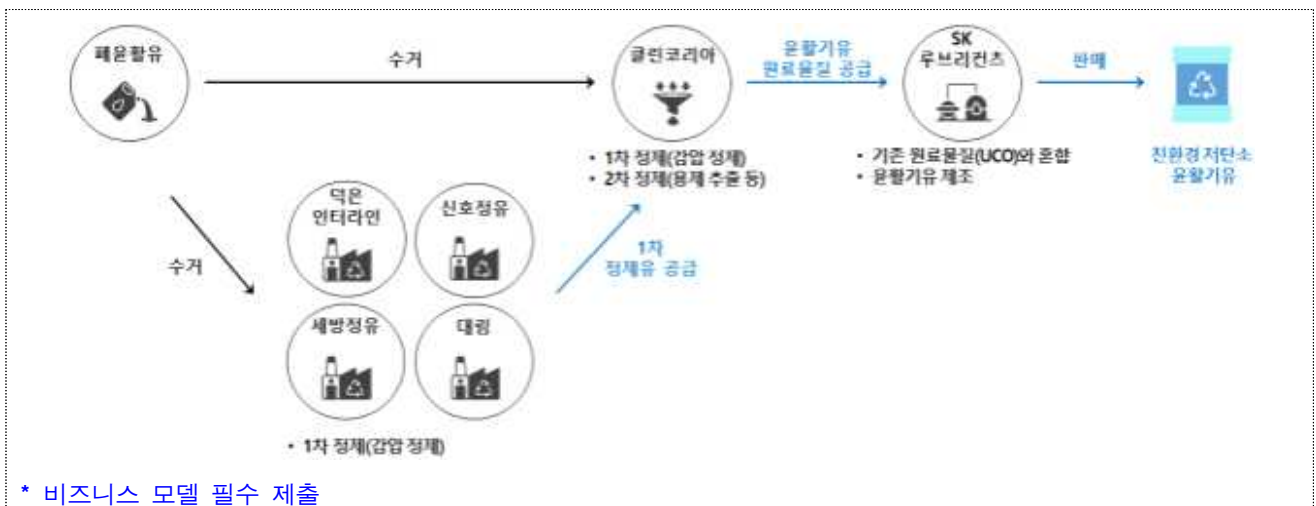 폐윤활유
수거
클린코리아
윤활기유
원료물질 공급
SK
루브리컨츠
판매
• 1차 정제(감압 정제)
• 2차 정제(용제 추출 등)
• 기존 원료물질(UCO)와 혼합
• 윤활기유 제조
친환경 저탄소
윤활기유
수거
덕은
인터라인
신호정유
세방정유
대림
1차
정제유 공급
• 1차 정제(감압 정제)
* 비즈니스 모델 필수 제출